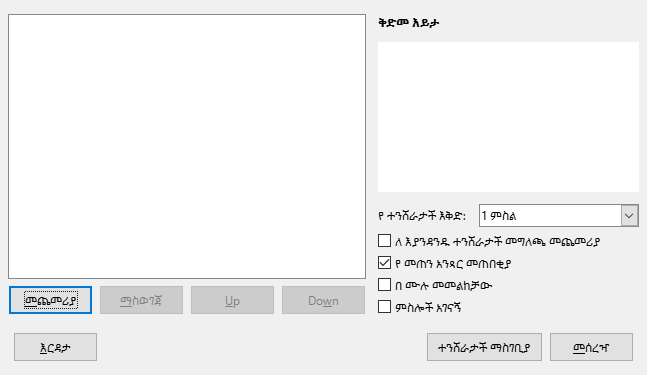 ቅድመ እይታ
የ ተንሸራታች እቅድ: 1 ምስል
ለ እያንዳንዱ ተንሸራታች መግለጫ መጨመሪያ
የ መጠን አንጻር መጠበቂያ
በ ሙሉ መመልከቻው
ምስሎች አገናኝ
መጨመሪያ ማስወገጃ Up Down
እርዳታ ተንሸራታች ማስገቢያ መሰረዣ